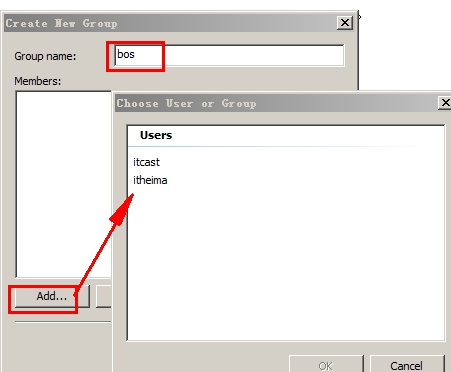 Create New Group
Group name:
bos
Members:
Choose User or Group
Users
itcast
itheima
Add...
OK
Cancel